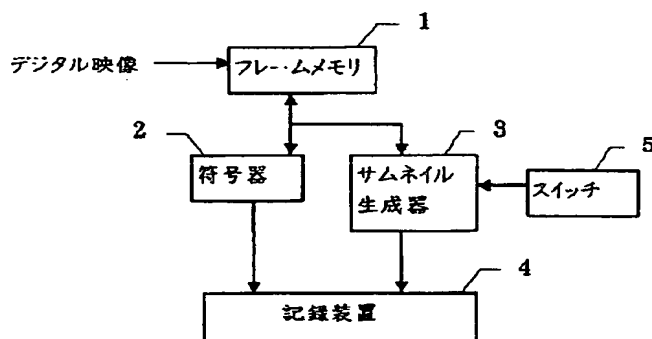 1
デジタル映像
フレームメモリ
2
3
5
符号器
サムネイル
生成器
スイッチ
4
記録装置